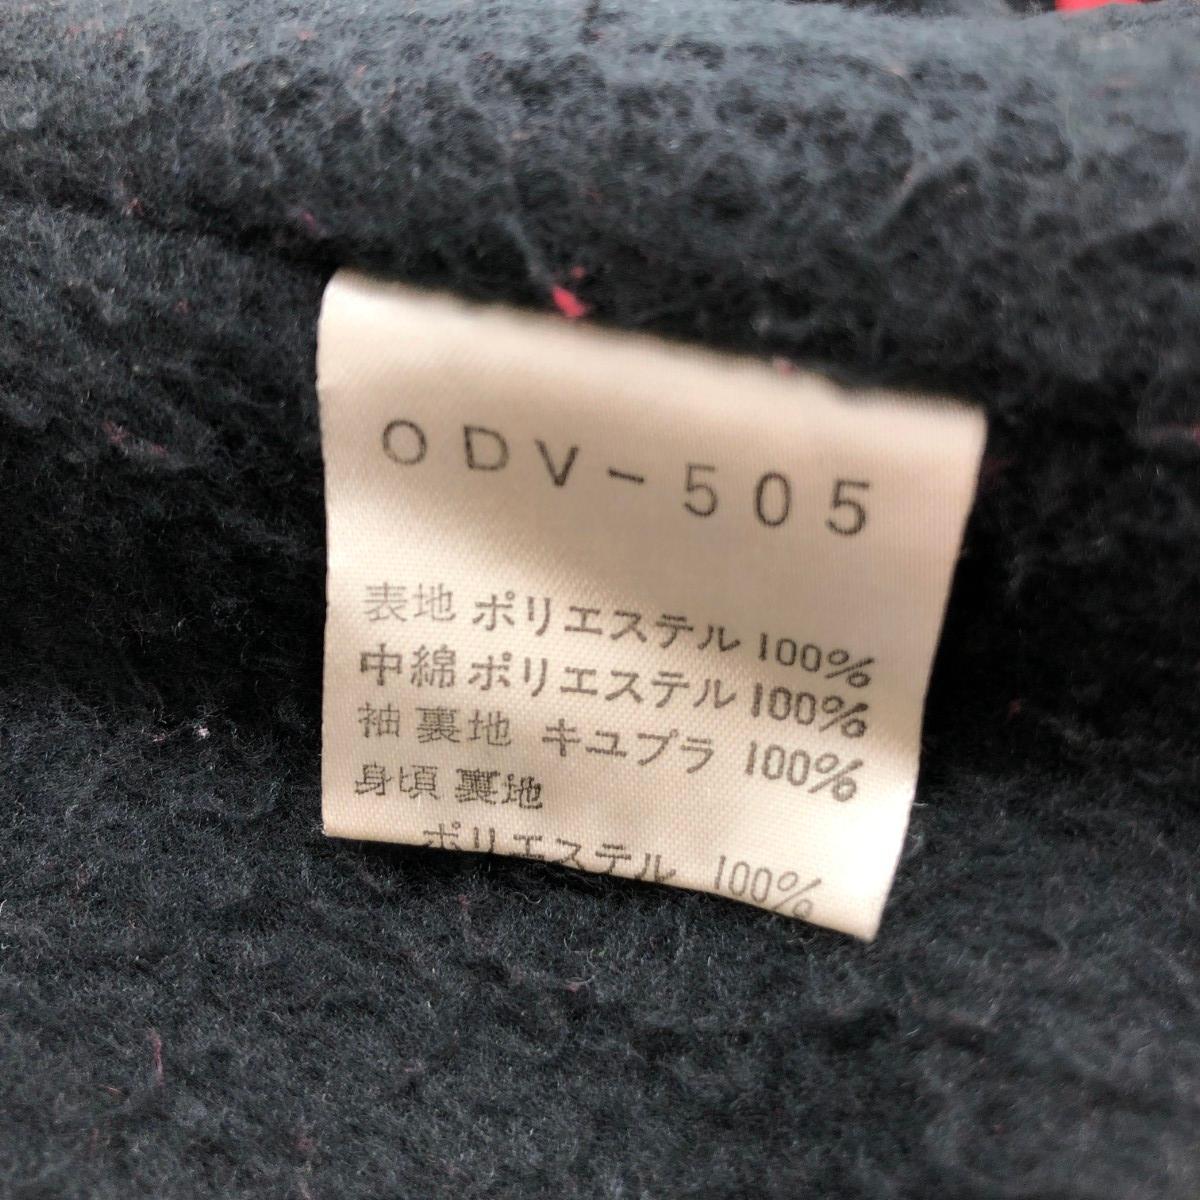 ODV-505
表地 ポリエステル 100%
中綿 ポリエステル 100%
袖裏地 キユプラ 100%
身頃 裏地
ポリエステル 100%